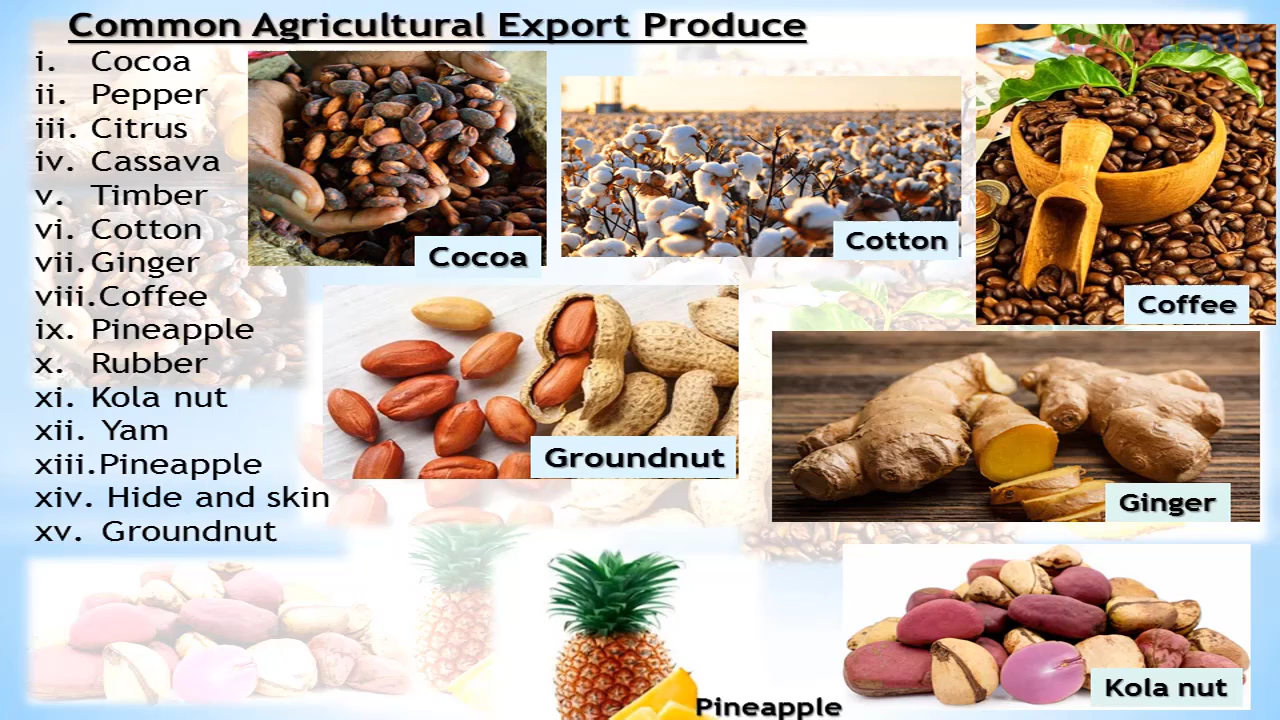 Common Agricultural Export Produce
i. Cocoa
ii. Pepper
iii. Citrus
iv. Cassava
v. Timber
vi. Cotton
vii. Ginger
viii. Coffee
ix. Pineapple
x. Rubber
xi. Kola nut
xii. Yam
xiii. Pineapple
xiv. Hide and skin
xv. Groundnut
Cocoa
Cotton
Coffee
Groundnut
Ginger
Pineapple
Kola nut